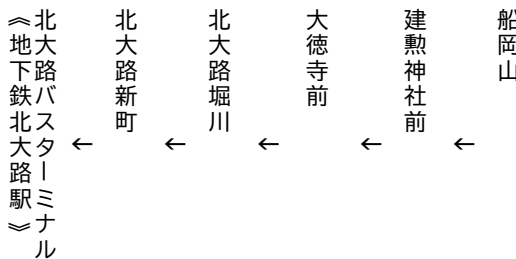 船岡山
←
建勲神社前
←
大徳寺前
←
北大路堀川
←
北大路新町
←
北大路バスターミナル
《地下鉄北大路駅》